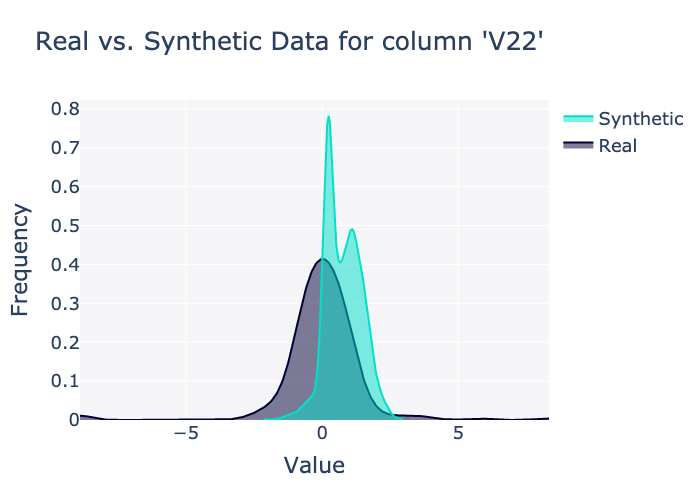 Real vs. Synthetic Data for column 'V22'
Synthetic
Real
0.8
0.7
0.6
0.5
0.4
0.3
0.2
0.1
0
Frequency
−5
0
5
Value